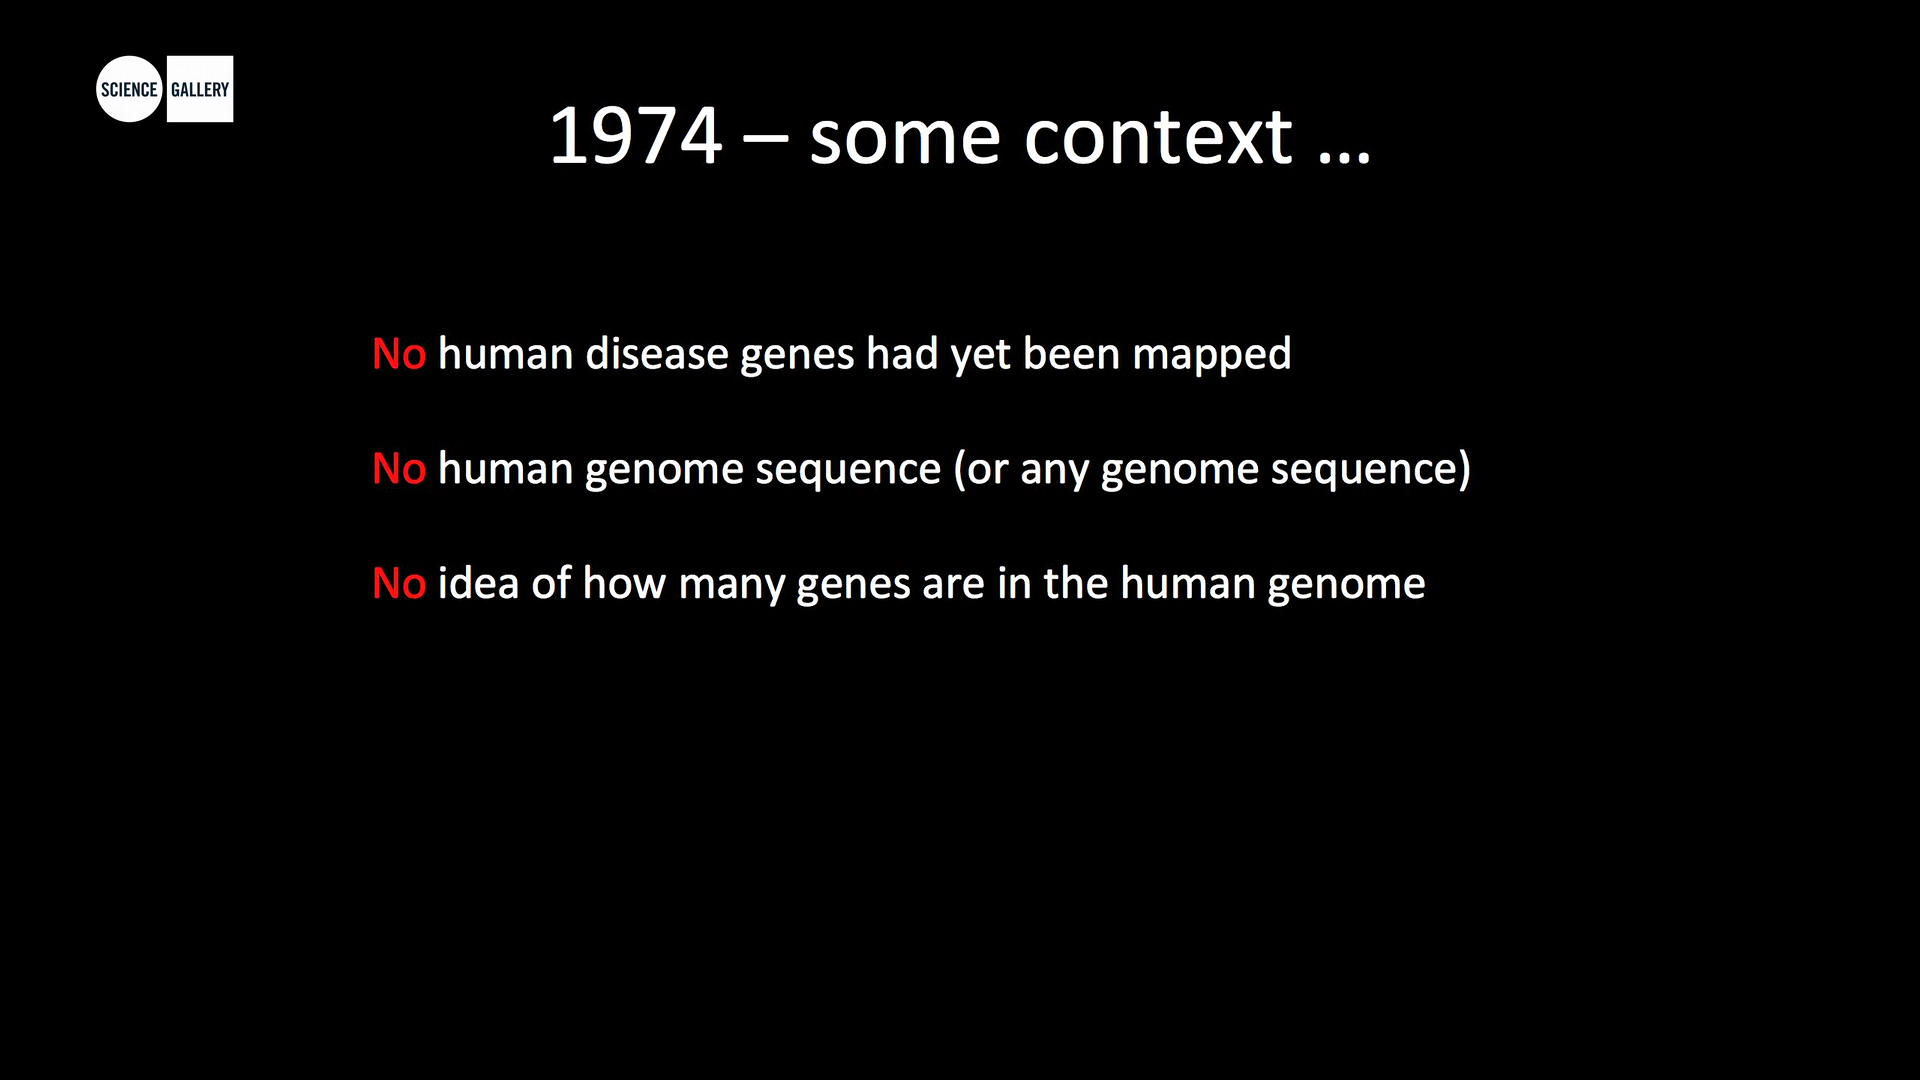 SCIENCE GALLERY
1974 – some context ...
No human disease genes had yet been mapped
No human genome sequence (or any genome sequence)
No idea of how many genes are in the human genome